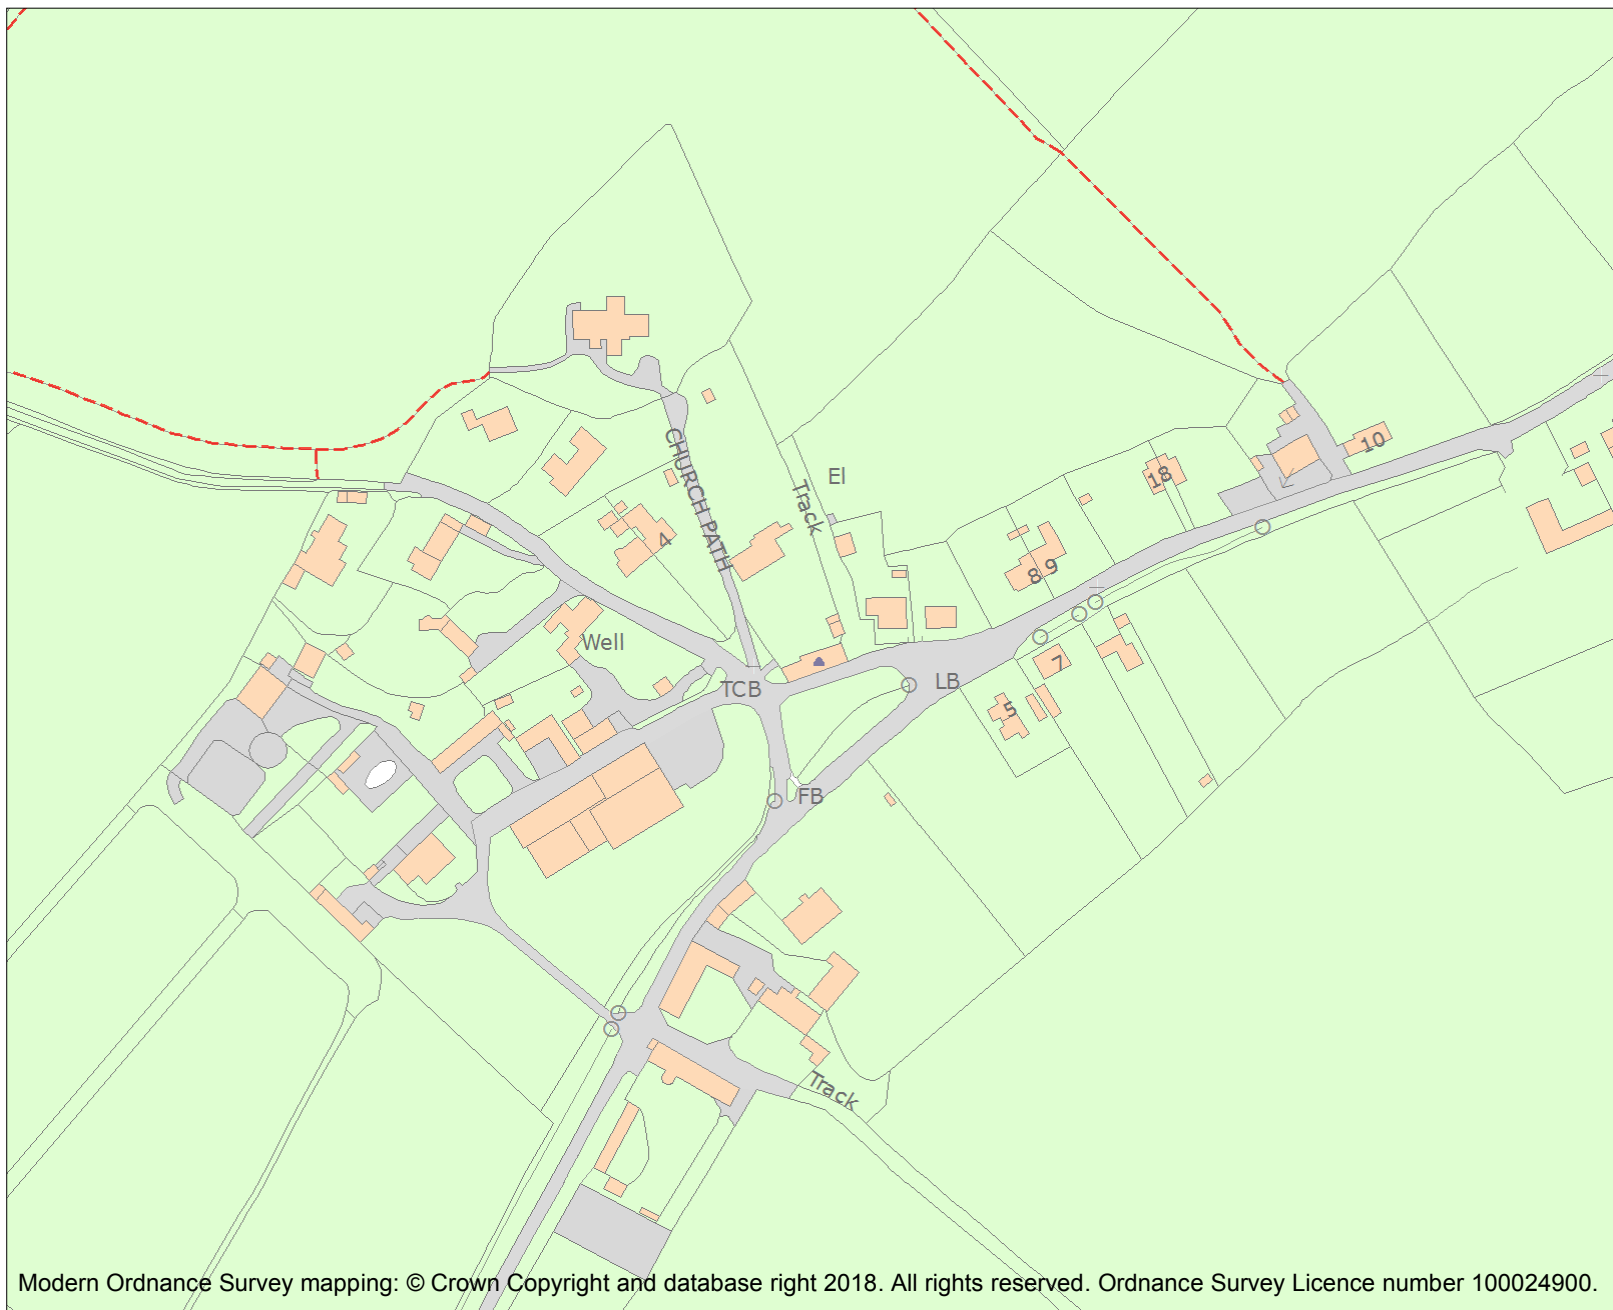 CHURCH PATH
El
Track
10
18
4
8
9
Well
7
TCB
LB
5
FB
Track
Modern Ordnance Survey mapping: © Crown Copyright and database right 2018. All rights reserved. Ordnance Survey Licence number 100024900.